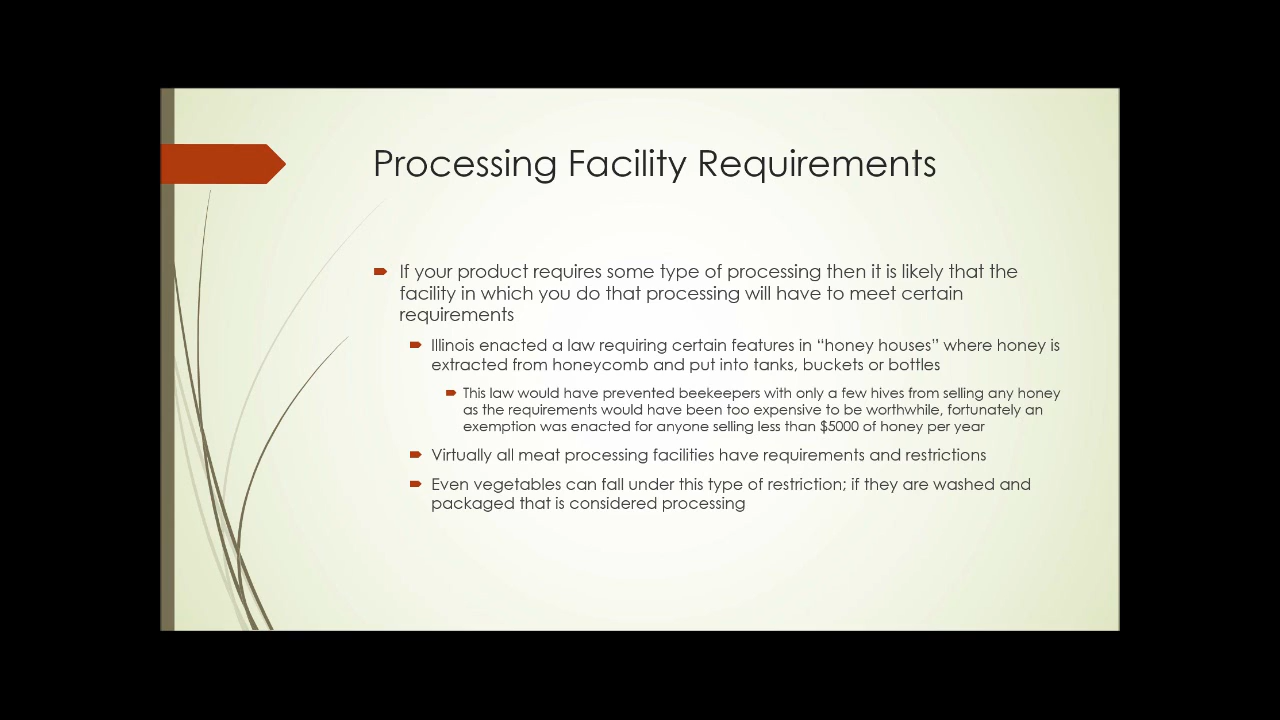 Processing Facility Requirements
If your product requires some type of processing then it is likely that the
facility in which you do that processing will have to meet certain
requirements
Illinois enacted a law requiring certain features in “honey houses” where honey is
extracted from honeycomb and put into tanks, buckets or bottles
This law would have prevented beekeepers with only a few hives from selling any honey
as the requirements would have been too expensive to be worthwhile, fortunately an
exemption was enacted for anyone selling less than $5000 of honey per year
Virtually all meat processing facilities have requirements and restrictions
Even vegetables can fall under this type of restriction; if they are washed and
packaged that is considered processing